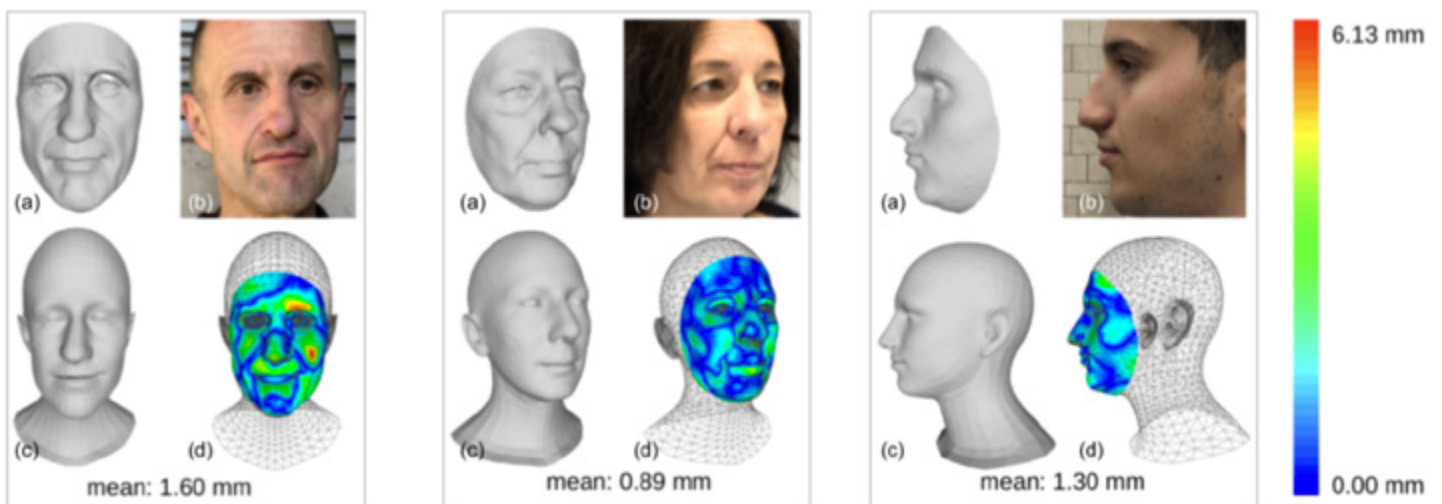 (a)
(b)
(c)
(d)
mean: 1.60 mm
(a)
(b)
(c)
(d)
mean: 0.89 mm
(a)
(b)
(c)
(d)
mean: 1.30 mm
6.13 mm
0.00 mm